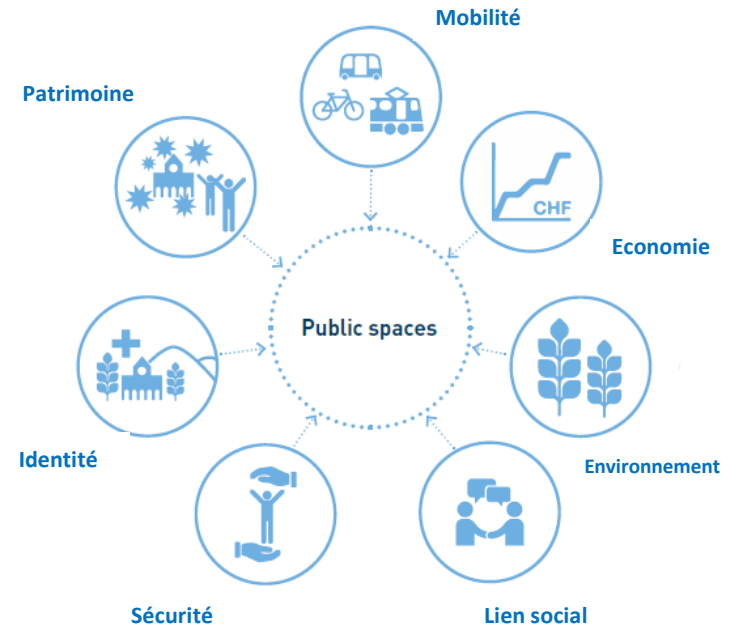 Mobilité
Patrimoine
CHF
Economie
Public spaces
Identité
Environnement
Sécurité
Lien social